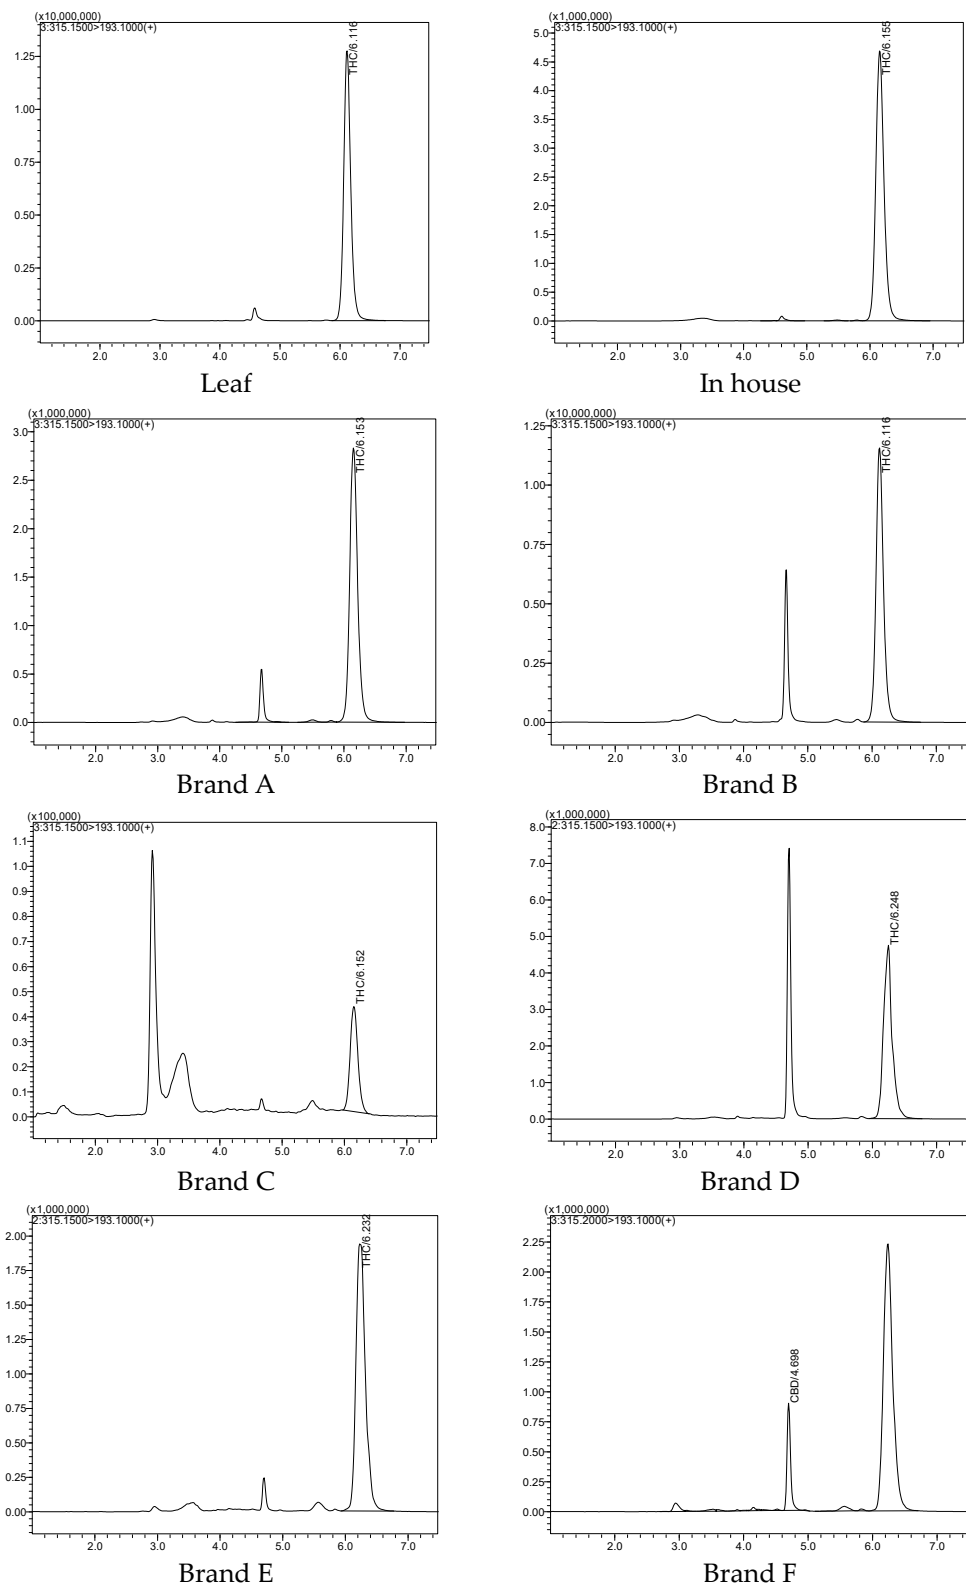 (x10,000,000)
3:315.1500>193.1000(+)
THC/6.116
1.25
1.00
0.75
0.50
0.25
0.00
2.0 3.0 4.0 5.0 6.0 7.0
Leaf
(x1,000,000)
3:315.1500>193.1000(+)
THC/6.155
5.0
4.5
4.0
3.5
3.0
2.5
2.0
1.5
1.0
0.5
0.0
2.0 3.0 4.0 5.0 6.0 7.0
In house
(x1,000,000)
3:315.1500>193.1000(+)
THC/6.153
3.0
2.5
2.0
1.5
1.0
0.5
0.0
2.0 3.0 4.0 5.0 6.0 7.0
Brand A
(x10,000,000)
3:315.1500>193.1000(+)
THC/6.116
1.25
1.00
0.75
0.50
0.25
0.00
2.0 3.0 4.0 5.0 6.0 7.0
Brand B
(x100,000)
3:315.1500>193.1000(+)
THC/6.152
1.1
1.0
0.9
0.8
0.7
0.6
0.5
0.4
0.3
0.2
0.1
0.0
2.0 3.0 4.0 5.0 6.0 7.0
Brand C
(x1,000,000)
2:315.1500>193.1000(+)
THC/6.248
8.0
7.0
6.0
5.0
4.0
3.0
2.0
1.0
0.0
2.0 3.0 4.0 5.0 6.0 7.0
Brand D
(x1,000,000)
2:315.1500>193.1000(+)
THC/6.232
2.00
1.75
1.50
1.25
1.00
0.75
0.50
0.25
0.00
2.0 3.0 4.0 5.0 6.0 7.0
Brand E
(x1,000,000)
3:315.2000>193.1000(+)
CBD/4.698
2.25
2.00
1.75
1.50
1.25
1.00
0.75
0.50
0.25
0.00
2.0 3.0 4.0 5.0 6.0 7.0
Brand F